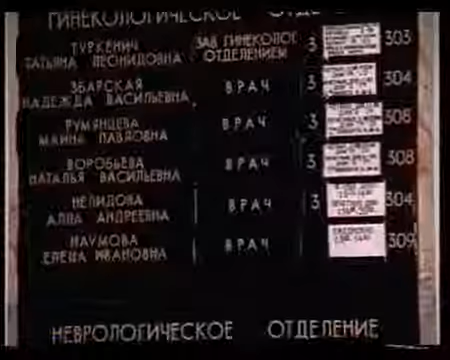 ГИНЕКОЛОГИЧЕСКОЕ
ТУРКЕНИЧ ЗАВ ГИНЕКОЛОГ 3 303
ТАТЬЯНА ЛЕОНИДОВНА ОТДЕЛЕНИЕМ
ЗБАРСКАЯ ВРАЧ 3 304
НАДЕЖДА ВАСИЛЬЕВНА
РУМЯНЦЕВА ВРАЧ 3 308
МАИНА ПАВЛОВНА
ВОРОБЬЕВА ВРАЧ 3 308
НАТАЛЬЯ ВАСИЛЬЕВНА
НЕЛИДОВА ВРАЧ 3 304
АЛЛА АНДРЕЕВНА
НАУМОВА ВРАЧ 309
ЕЛЕНА ИВАНОВНА
НЕВРОЛОГИЧЕСКОЕ ОТДЕЛЕНИЕ